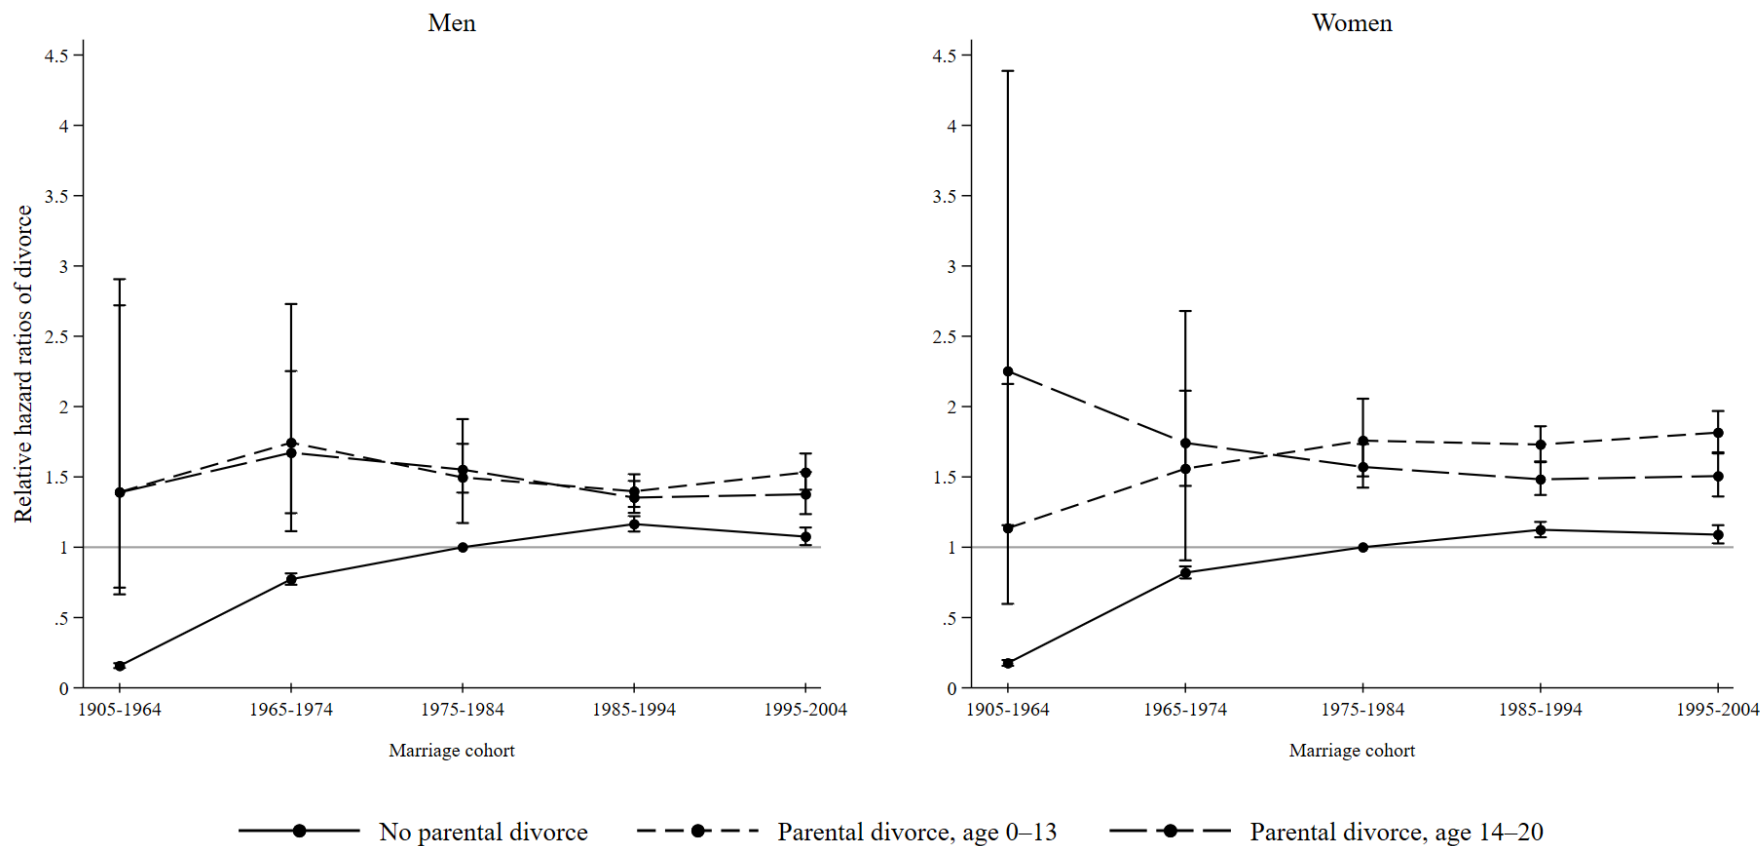 Men
Women
Relative hazard ratios of divorce
4.5
4
3.5
3
2.5
2
1.5
1
.5
0
1905-1964 1965-1974 1975-1984 1985-1994 1995-2004
Marriage cohort
4.5
4
3.5
3
2.5
2
1.5
1
.5
0
1905-1964 1965-1974 1975-1984 1985-1994 1995-2004
Marriage cohort
No parental divorce Parental divorce, age 0–13 Parental divorce, age 14–20